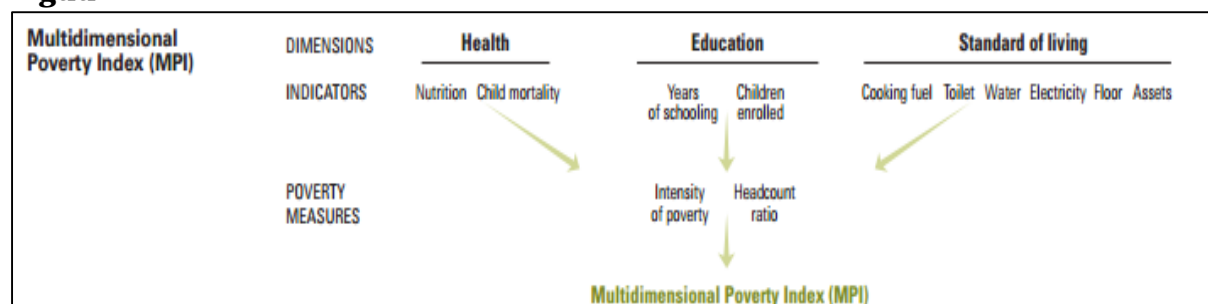 Multidimensional
Poverty Index (MPI)
DIMENSIONS
Health
Education
Standard of living
INDICATORS
Nutrition Child mortality
Years
of schooling
Children
enrolled
Cooking fuel Toilet Water Electricity Floor Assets
POVERTY
MEASURES
Intensity
of poverty
Headcount
ratio
Multidimensional Poverty Index (MPI)